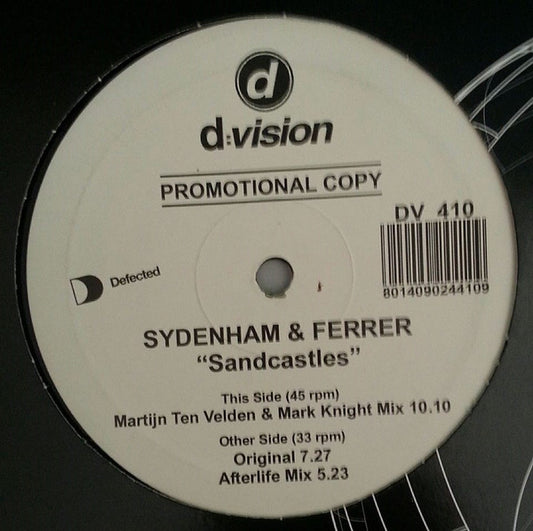 d
d:vision
PROMOTIONAL COPY
DV 410
8014090244109
Defected
SYDENHAM & FERRER
“Sandcastles”
This Side (45 rpm)
Martijn Ten Velden & Mark Knight Mix 10.10
Other Side (33 rpm)
Original 7.27
Afterlife Mix 5.23